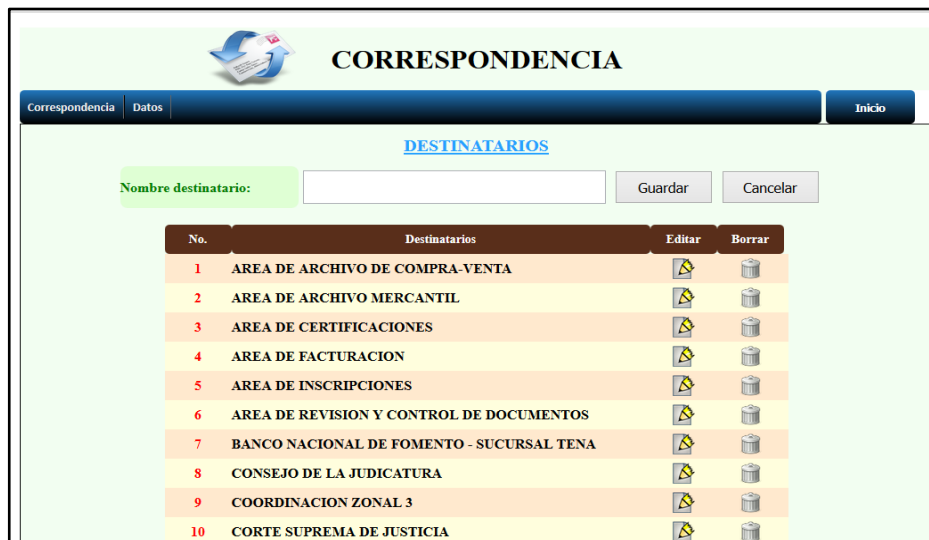 CORRESPONDENCIA
Correspondencia Datos Inicio
DESTINATARIOS
Nombre destinatario: Guardar Cancelar
No. Destinatarios Editar Borrar
1 AREA DE ARCHIVO DE COMPRA-VENTA
2 AREA DE ARCHIVO MERCANTIL
3 AREA DE CERTIFICACIONES
4 AREA DE FACTURACION
5 AREA DE INSCRIPCIONES
6 AREA DE REVISION Y CONTROL DE DOCUMENTOS
7 BANCO NACIONAL DE FOMENTO - SUCURSAL TENA
8 CONSEJO DE LA JUDICATURA
9 COORDINACION ZONAL 3
10 CORTE SUPREMA DE JUSTICIA